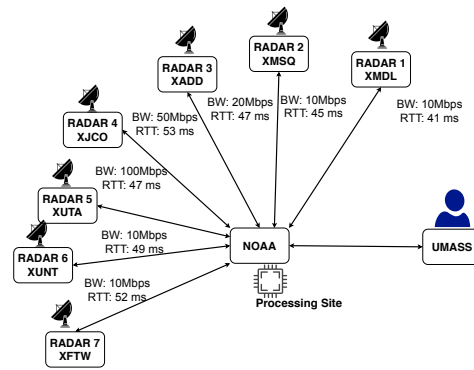 RADAR 2
XMSQ
RADAR 1
XMDL
RADAR 3
XADD
RADAR 4
XJCO
BW: 50Mbps
RTT: 53 ms
BW: 20Mbps
RTT: 47 ms
BW: 10Mbps
RTT: 45 ms
BW: 10Mbps
RTT: 41 ms
BW: 100Mbps
RTT: 47 ms
RADAR 5
XUTA
BW: 10Mbps
RTT: 49 ms
RADAR 6
XUNT
NOAA
UMASS
BW: 10Mbps
RTT: 52 ms
Processing Site
RADAR 7
XFTW